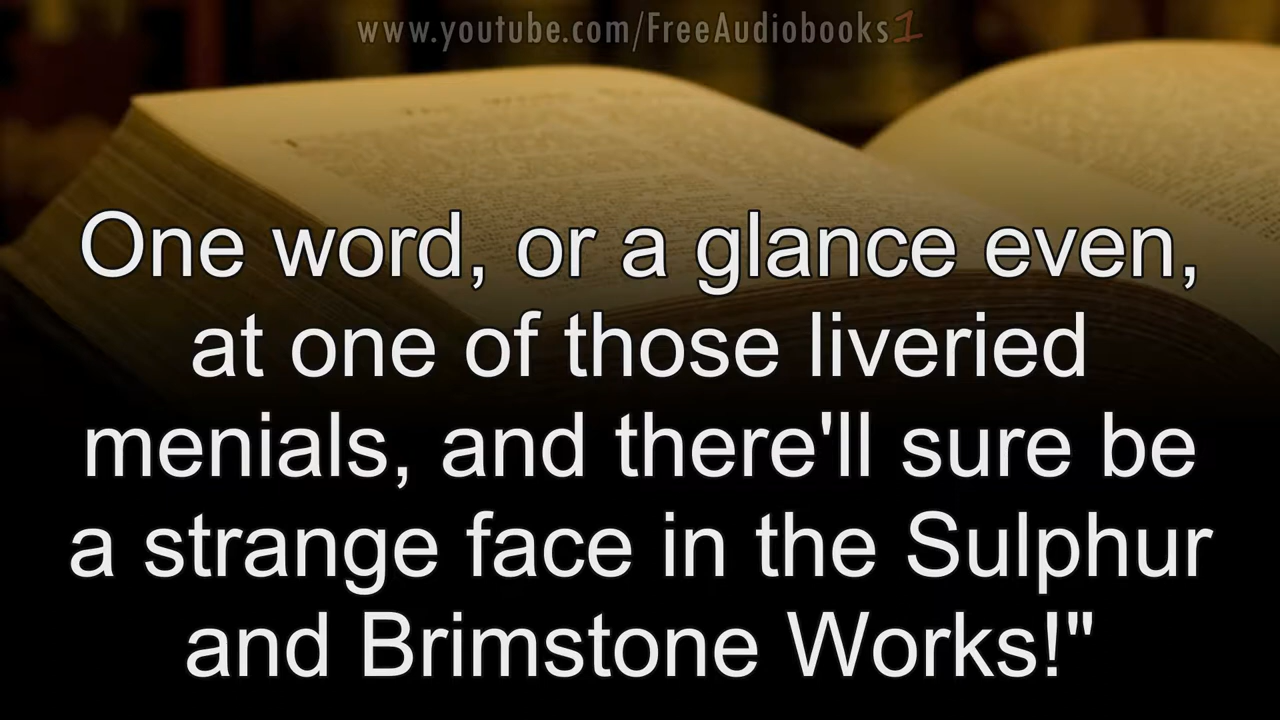 www.youtube.com/FreeAudiobooks1
One word, or a glance even,
at one of those liveried
menials, and there'll sure be
a strange face in the Sulphur
and Brimstone Works!"